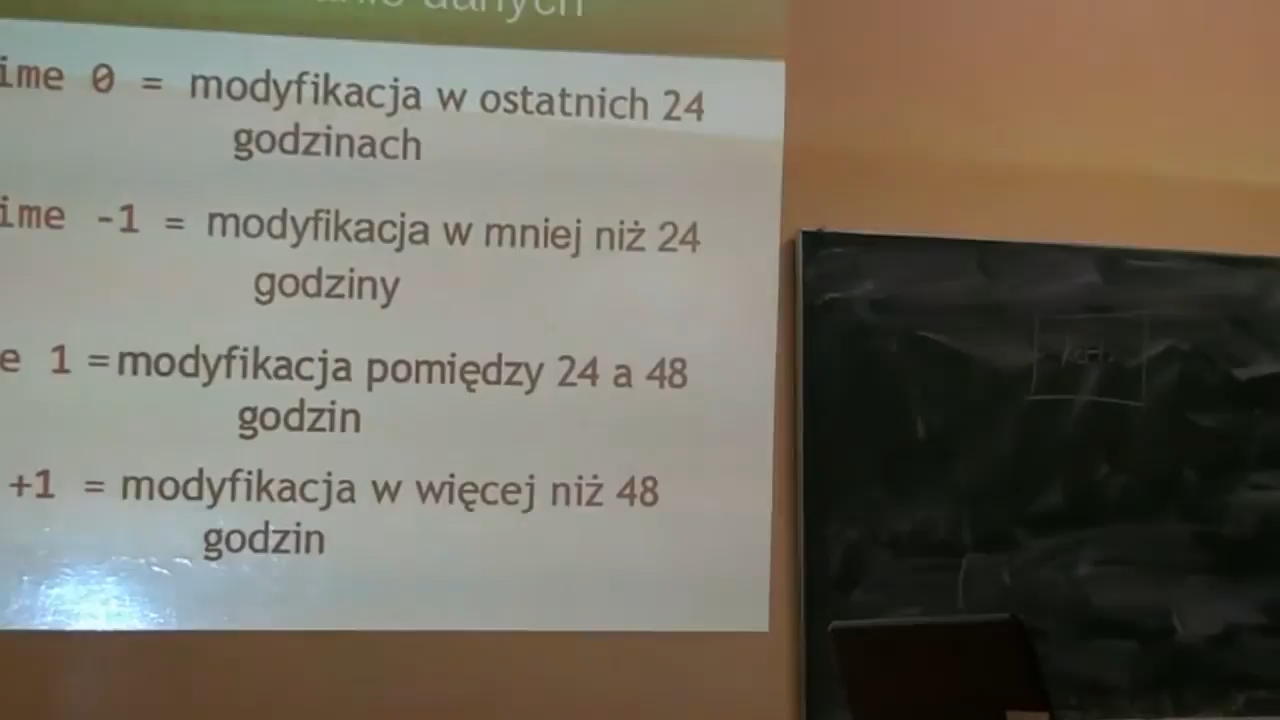 danych
ime 0 = modyfikacja w ostatnich 24
godzinach
ime -1 = modyfikacja w mniej niż 24
godziny
e 1 = modyfikacja pomiędzy 24 a 48
godzin
+1 = modyfikacja w więcej niż 48
godzin